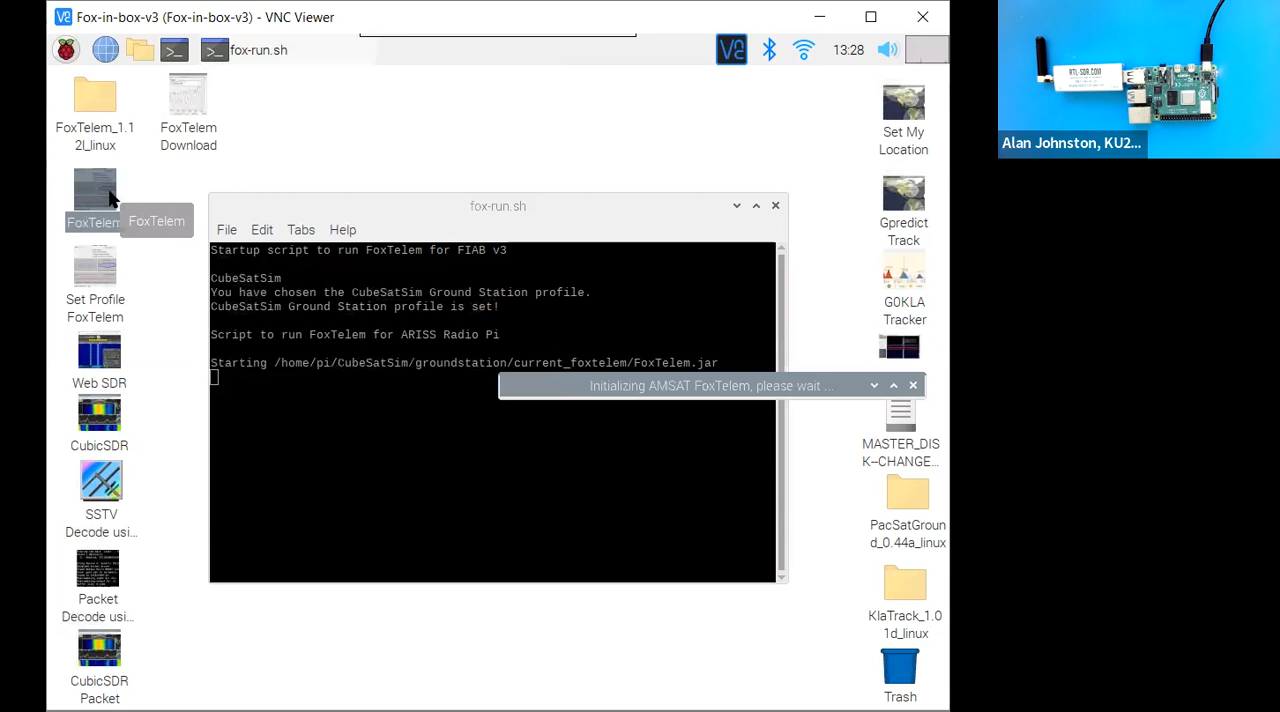 Fox-in-box-v3 (Fox-in-box-v3) - VNC Viewer
fox-run.sh
13:28
FoxTelem_1.1
2l_linux
FoxTelem
Download
FoxTelem
FoxTelem
Set Profile
FoxTelem
Web SDR
CubicSDR
SSTV
Decode usi...
Packet
Decode usi...
CubicSDR
Packet
fox-run.sh
File Edit Tabs Help
Startup script to run FoxTelem for FIAB v3
CubeSatSim
You have chosen the CubeSatSim Ground Station profile.
CubeSatSim Ground Station profile is set!
Script to run FoxTelem for ARISS Radio Pi
Starting /home/pi/CubeSatSim/groundstation/current_foxtelem/FoxTelem.jar
Initializing AMSAT FoxTelem, please wait ...
Set My
Location
Gpredict
Track
G0KLA
Tracker
MASTER_DIS
K--CHANGE...
PacSatGroun
d_0.44a_linux
KlaTrack_1.0
1d_linux
Trash
RTL-SDR.COM
Alan Johnston, KU2...